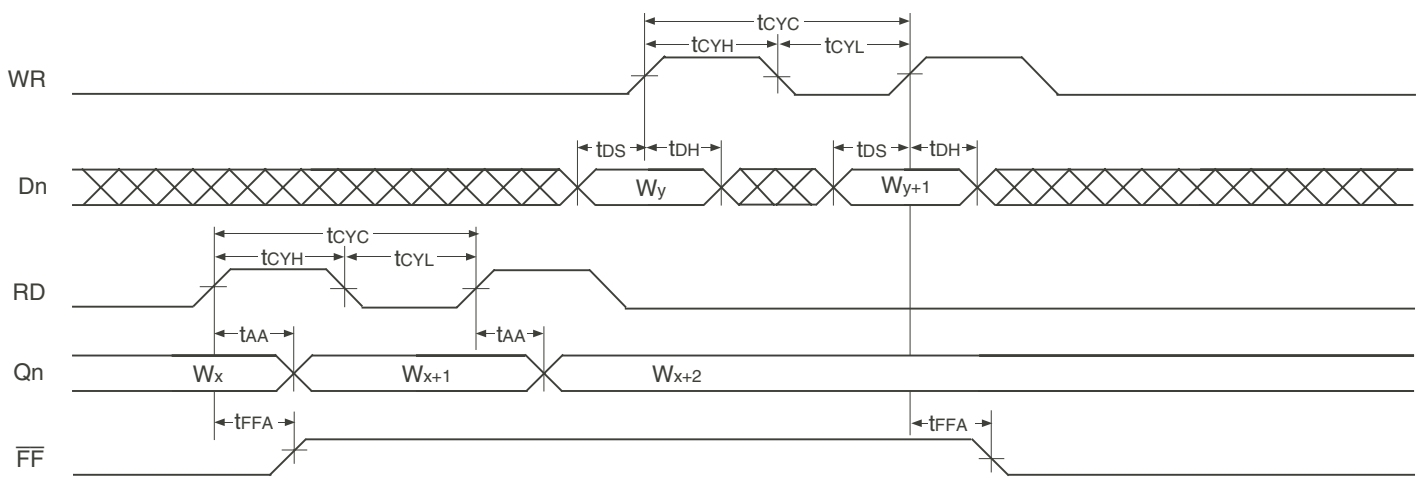 tCYC
tCYH tCYL
WR
tDS tDH tDS tDH
Dn Wy Wy+1
tCYC
tCYH tCYL
RD
tAA tAA
Qn Wx Wx+1 Wx+2
tFFA tFFA
F̅F̅